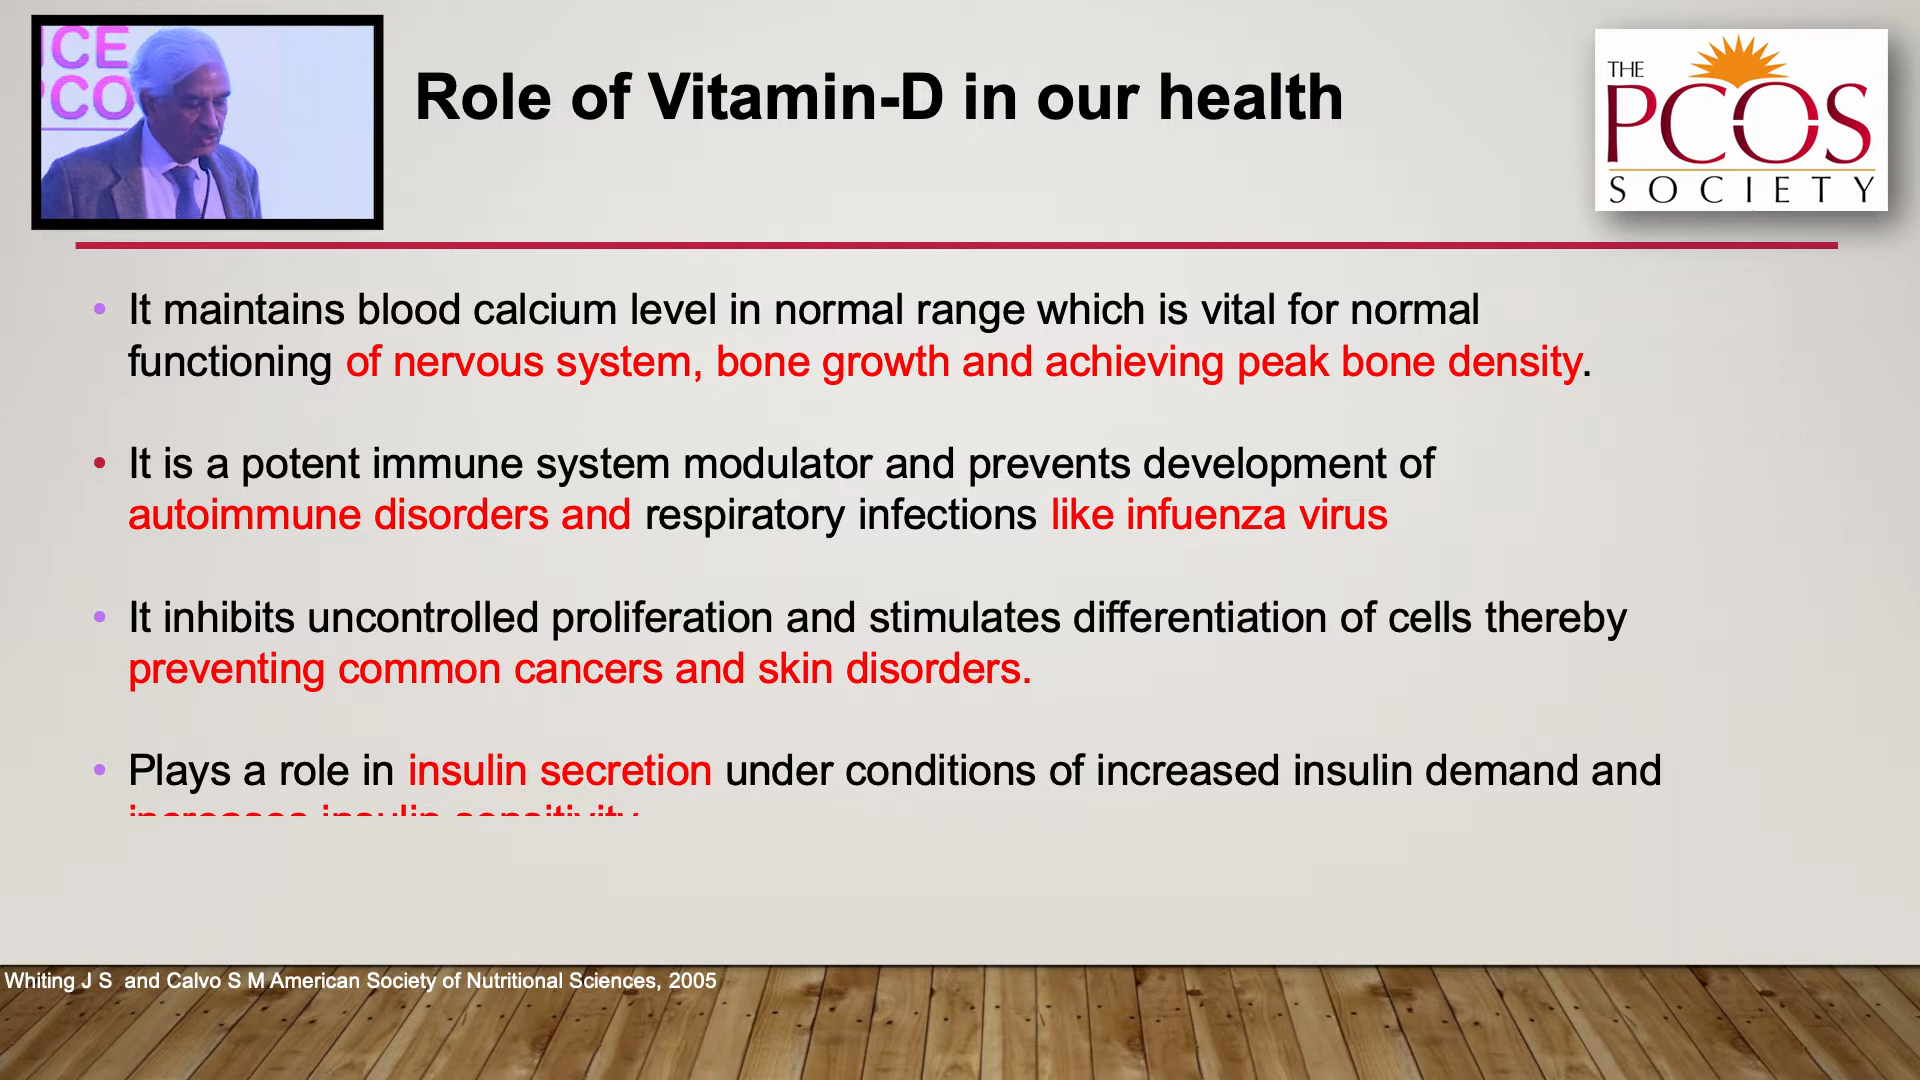 ICE
PCO
Role of Vitamin-D in our health
THE
PCOS
SOCIETY
• It maintains blood calcium level in normal range which is vital for normal
functioning of nervous system, bone growth and achieving peak bone density.
• It is a potent immune system modulator and prevents development of
autoimmune disorders and respiratory infections like infuenza virus
• It inhibits uncontrolled proliferation and stimulates differentiation of cells thereby
preventing common cancers and skin disorders.
• Plays a role in insulin secretion under conditions of increased insulin demand and
increases insulin sensitivity
Whiting J S and Calvo S M American Society of Nutritional Sciences, 2005